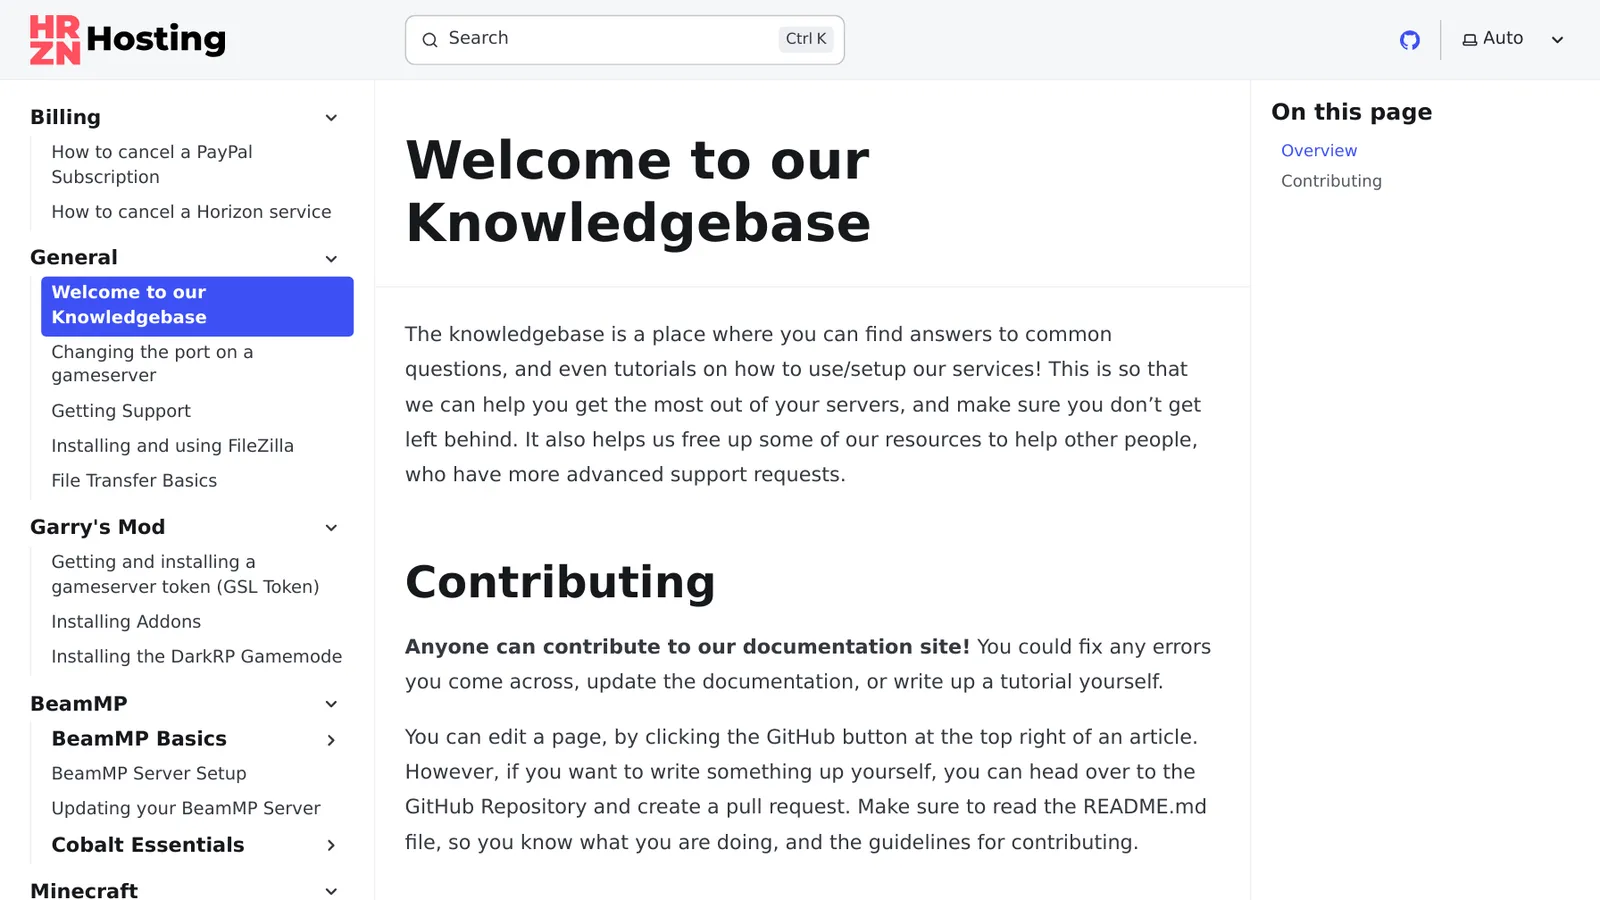 HRZN Hosting
Search
Ctrl K
Auto
Billing
How to cancel a PayPal
Subscription
How to cancel a Horizon service
General
Welcome to our
Knowledgebase
Changing the port on a
gameserver
Getting Support
Installing and using FileZilla
File Transfer Basics
Garry's Mod
Getting and installing a
gameserver token (GSL Token)
Installing Addons
Installing the DarkRP Gamemode
BeamMP
BeamMP Basics
BeamMP Server Setup
Updating your BeamMP Server
Cobalt Essentials
Minecraft
Welcome to our
Knowledgebase
The knowledgebase is a place where you can find answers to common
questions, and even tutorials on how to use/setup our services! This is so that
we can help you get the most out of your servers, and make sure you don’t get
left behind. It also helps us free up some of our resources to help other people,
who have more advanced support requests.
Contributing
Anyone can contribute to our documentation site! You could fix any errors
you come across, update the documentation, or write up a tutorial yourself.
You can edit a page, by clicking the GitHub button at the top right of an article.
However, if you want to write something up yourself, you can head over to the
GitHub Repository and create a pull request. Make sure to read the README.md
file, so you know what you are doing, and the guidelines for contributing.
On this page
Overview
Contributing